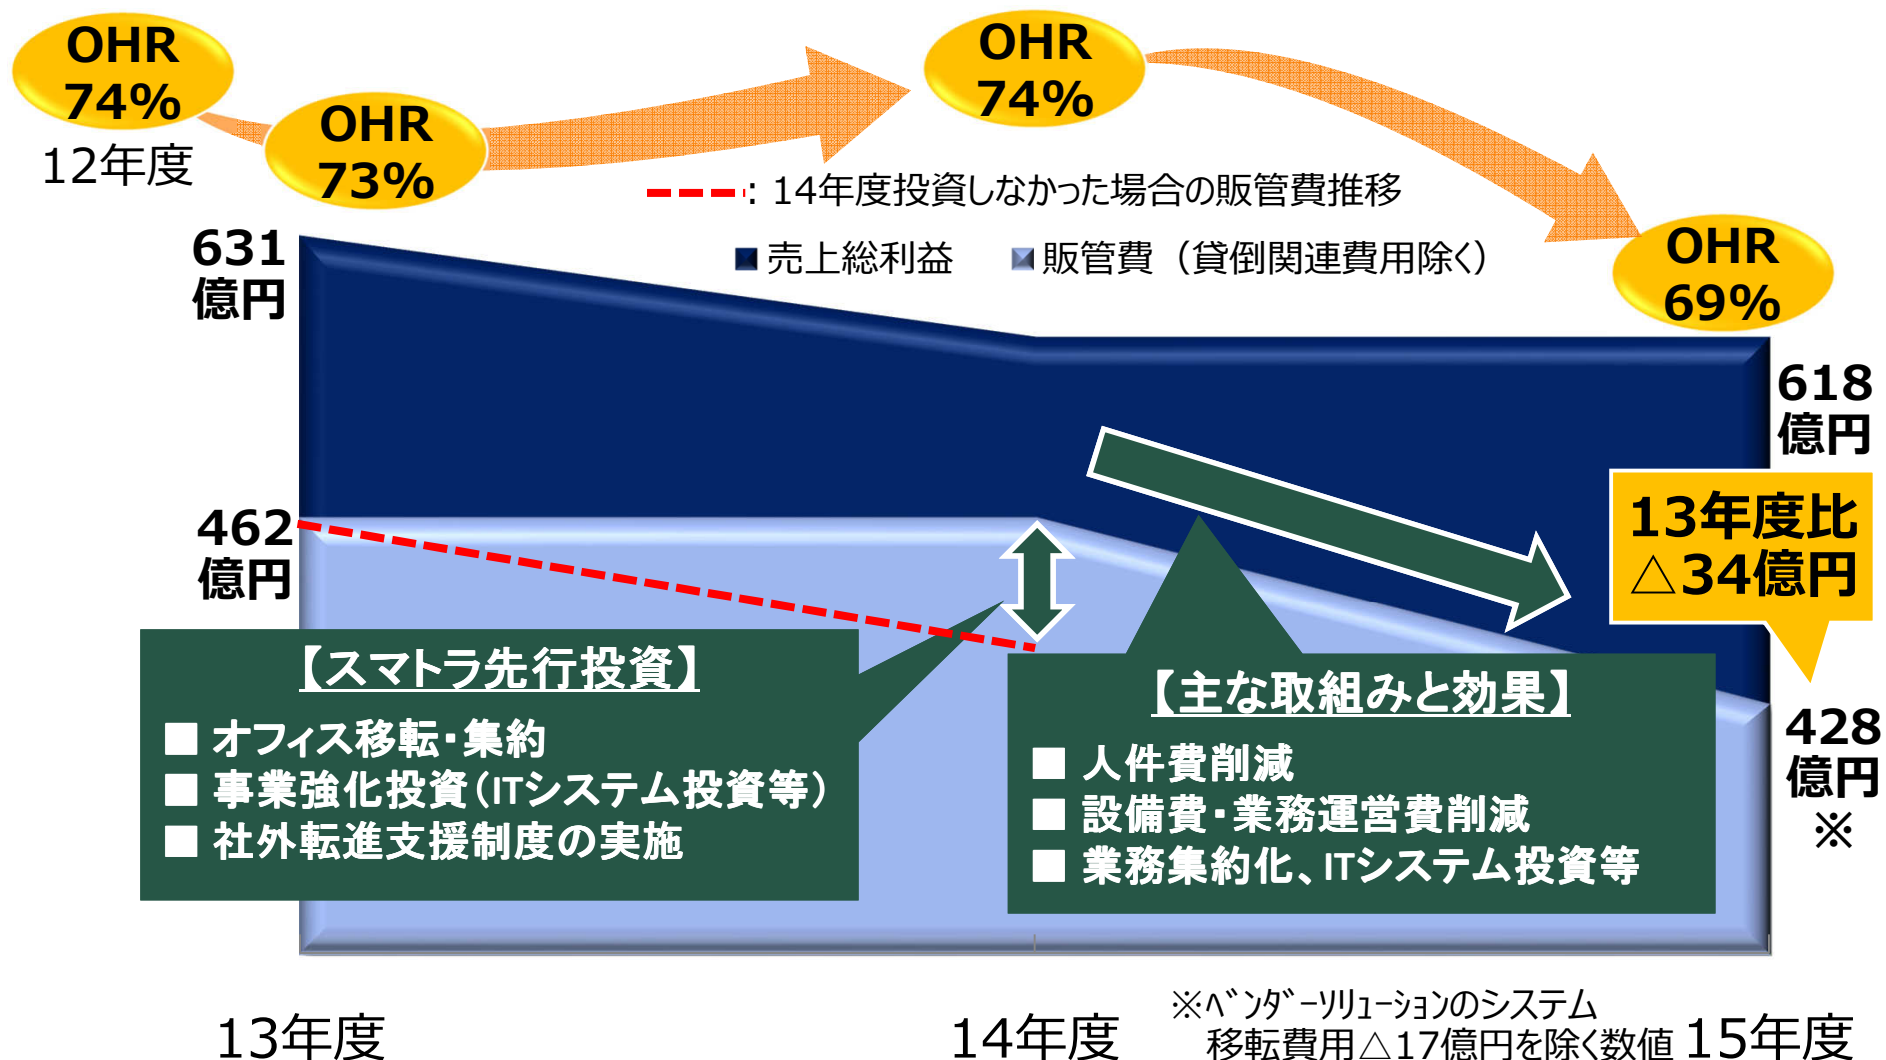 OHR
74%
12年度
OHR
73%
OHR
74%
: 14年度投資しなかった場合の販管費推移
■売上総利益 ■販管費（貸倒関連費用除く）
OHR
69%
631
億円
618
億円
462
億円
13年度比
△34億円
【スマトラ先行投資】
■ オフィス移転・集約
■ 事業強化投資（ITシステム投資等）
■ 社外転進支援制度の実施
【主な取組みと効果】
■ 人件費削減
■ 設備費・業務運営費削減
■ 業務集約化、ITシステム投資等
428
億円
※
※ﾍﾞﾝﾀﾞｰｿﾘｭｰｼｮﾝのシステム
移転費用△17億円を除く数値
13年度
14年度
15年度